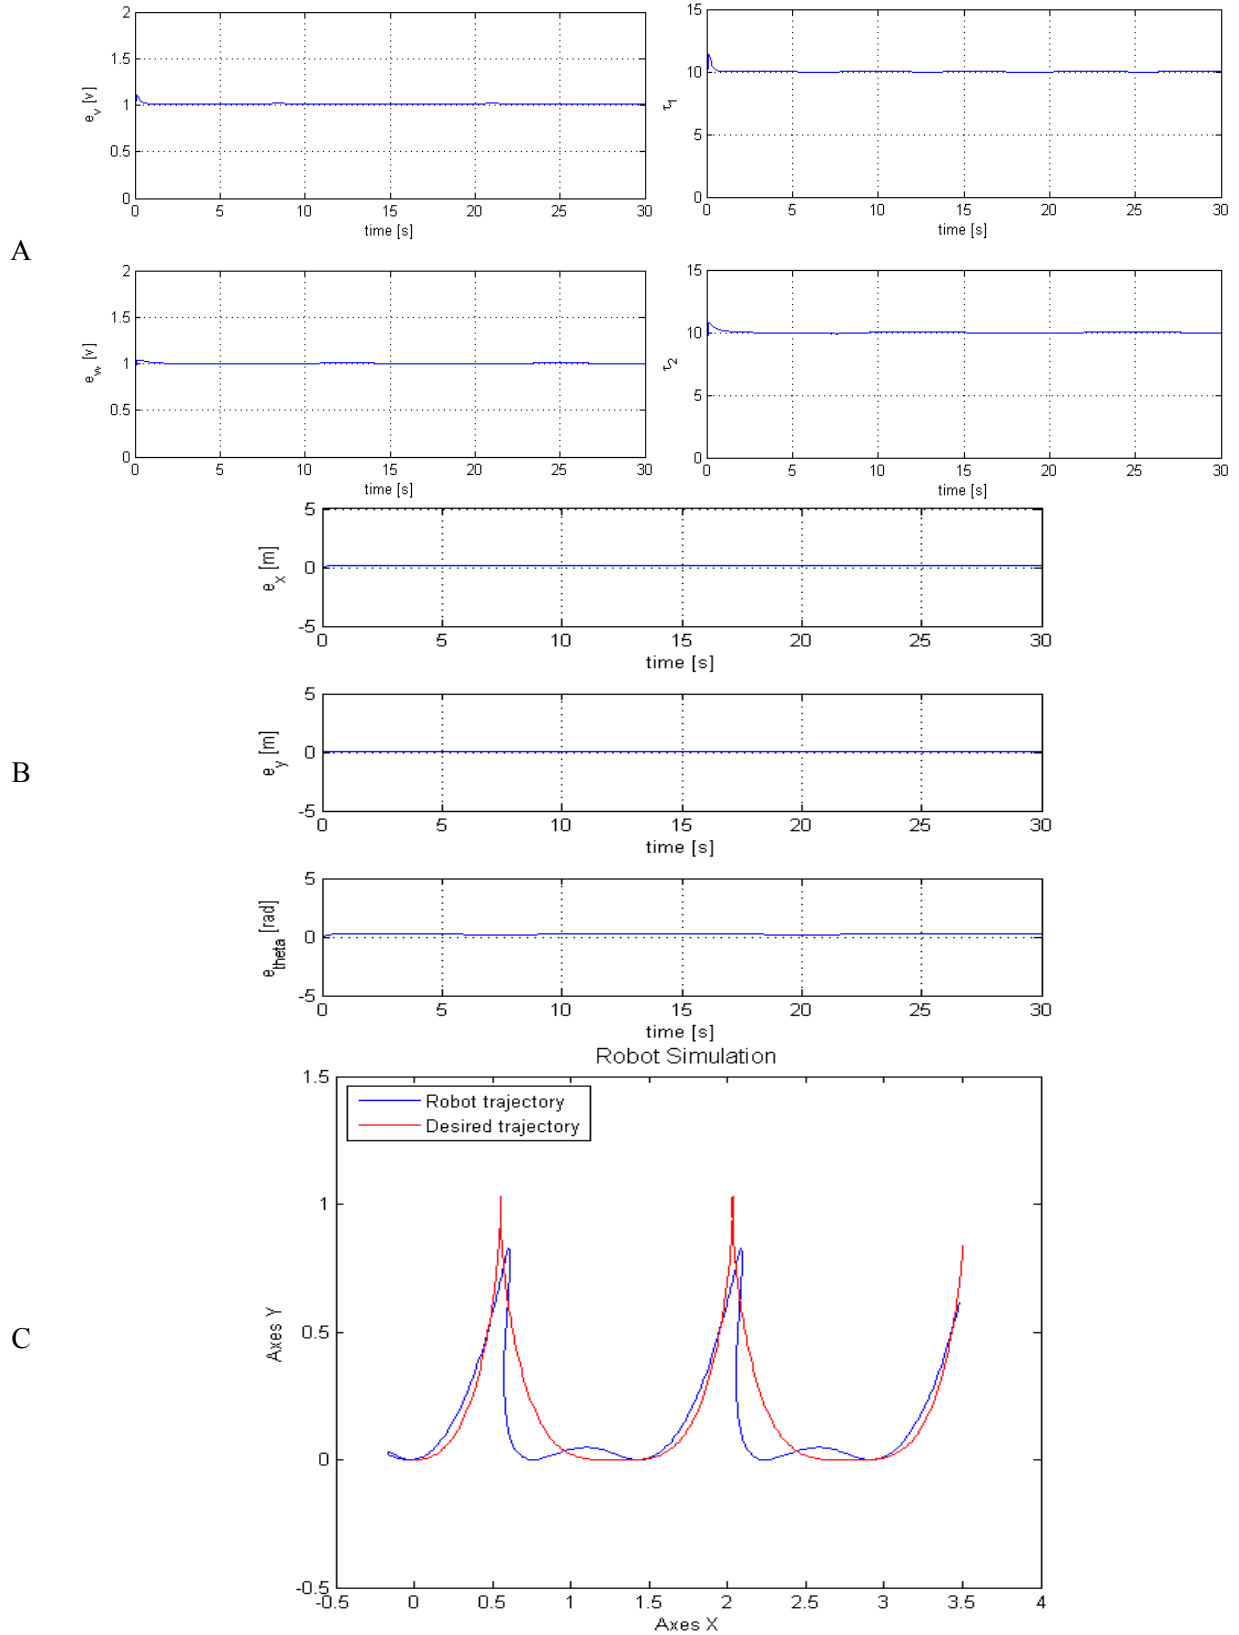 A
2
1.5
1
0.5
0
e_v [v]
0 5 10 15 20 25 30
time [s]
15
10
5
0
τ_1
0 5 10 15 20 25 30
time [s]
2
1.5
1
0.5
0
e_w [v]
0 5 10 15 20 25 30
time [s]
15
10
5
0
τ_2
0 5 10 15 20 25 30
time [s]
B
5
0
-5
e_x [m]
0 5 10 15 20 25 30
time [s]
5
0
-5
e_y [m]
0 5 10 15 20 25 30
time [s]
5
0
-5
e_theta [rad]
0 5 10 15 20 25 30
time [s]
C
Robot Simulation
Robot trajectory
Desired trajectory
1.5
1
0.5
0
-0.5
Axes Y
-0.5 0 0.5 1 1.5 2 2.5 3 3.5 4
Axes X